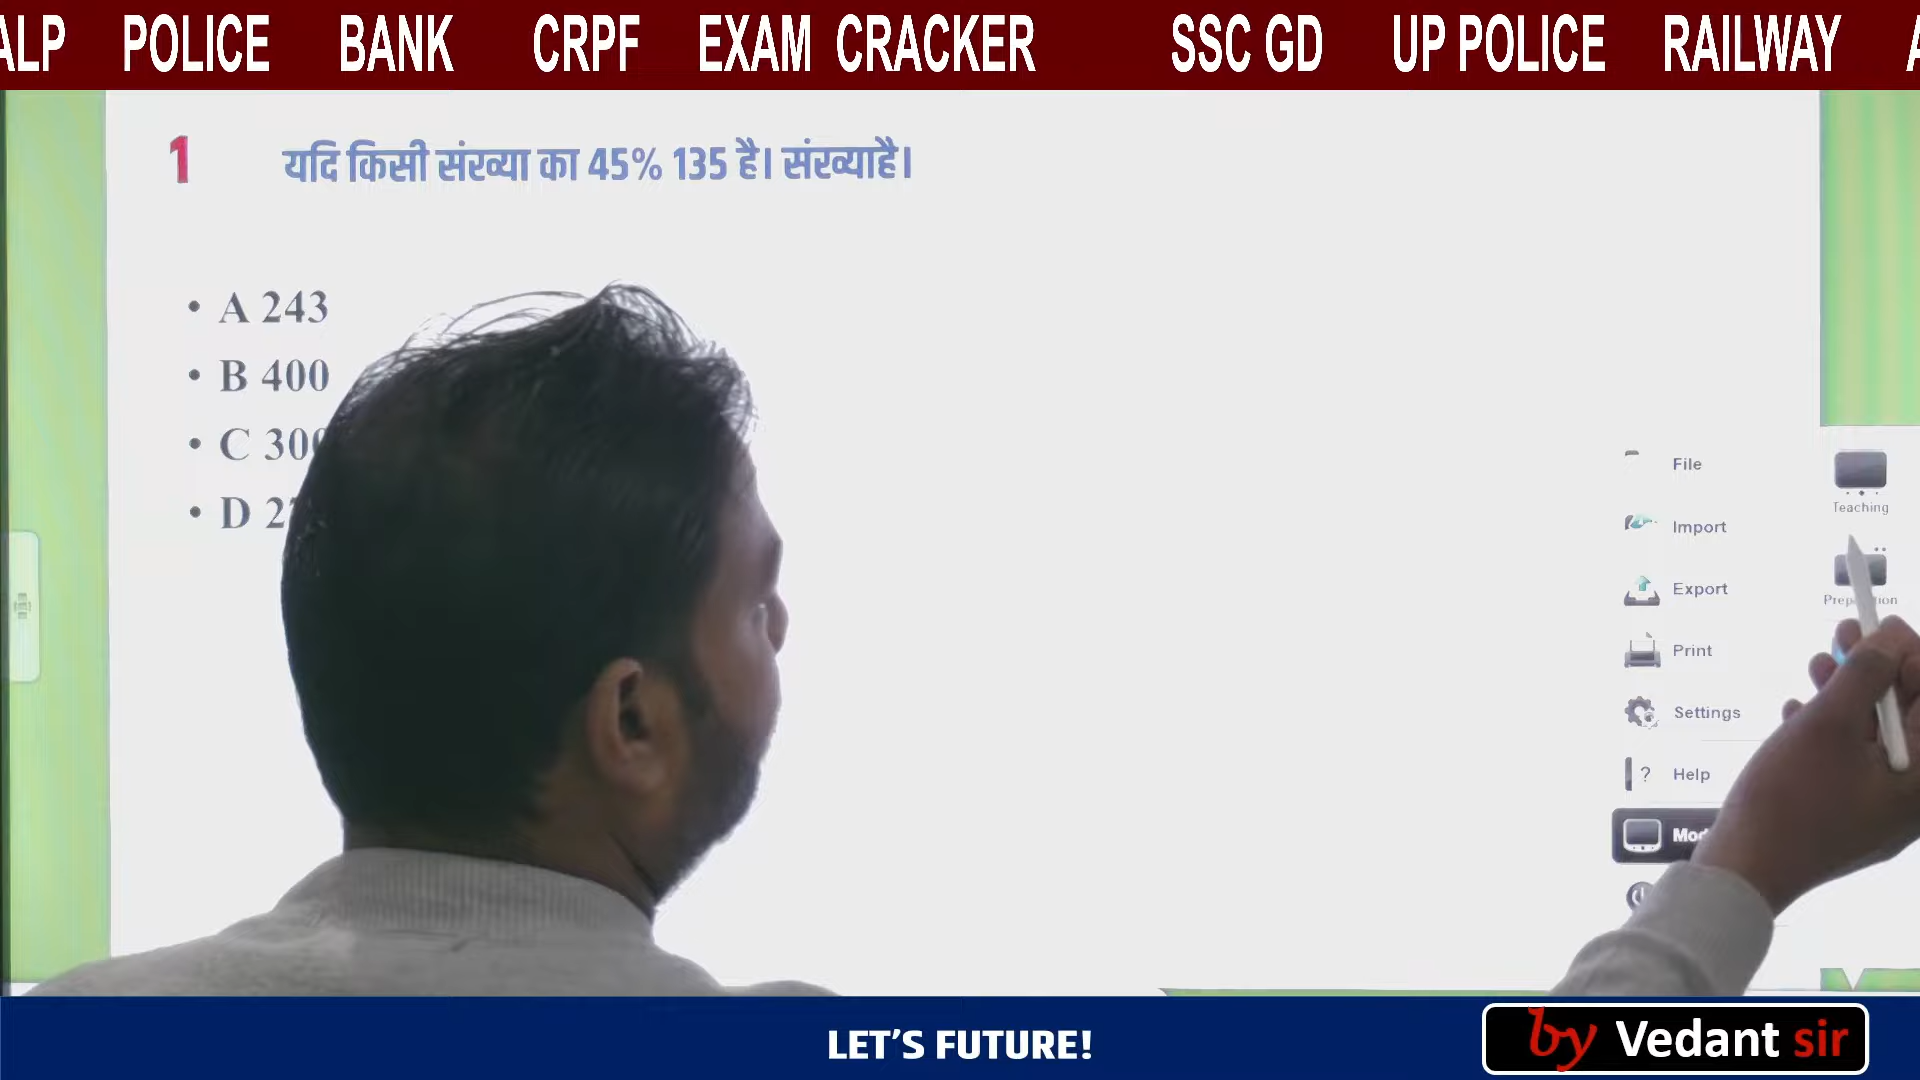 POLICE BANK CRPF EXAM CRACKER SSC GD UP POLICE RAILWAY
1 यदि किसी संख्या का 45% 135 है। संख्याहै।
• A 243
• B 400
• C 300
• D
File
Import
Export
Print
Settings
? Help
Teaching
LET'S FUTURE!
by Vedant sir